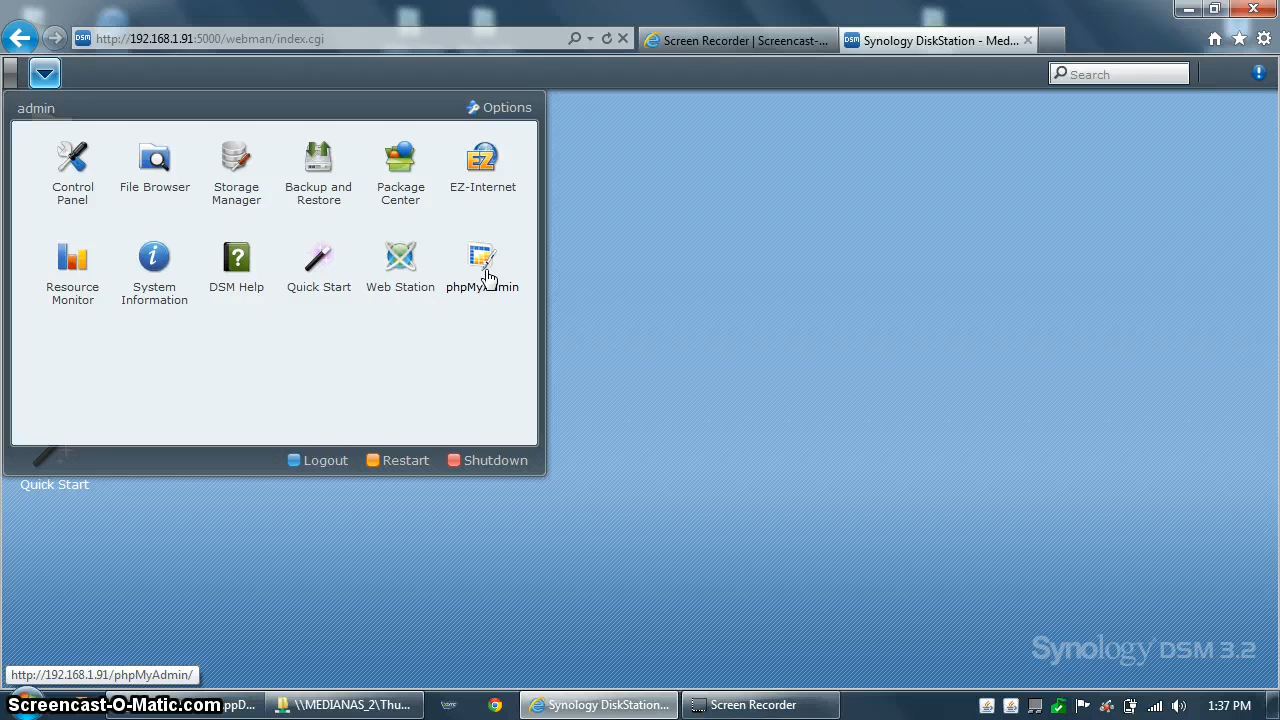 http://192.168.1.91:5000/webman/index.cgi
Screen Recorder | Screencast-...
DSM
Synology DiskStation - Med...
Search
admin
Options
Control Panel
File Browser
Storage Manager
Backup and Restore
Package Center
EZ-Internet
Resource Monitor
System Information
DSM Help
Quick Start
Web Station
phpMyAdmin
Logout
Restart
Shutdown
Quick Start
Synology DSM 3.2
http://192.168.1.91/phpMyAdmin/
Screencast-O-Matic.com
\\MEDIANAS_2\Thu...
Synology DiskStation...
Screen Recorder
1:37 PM